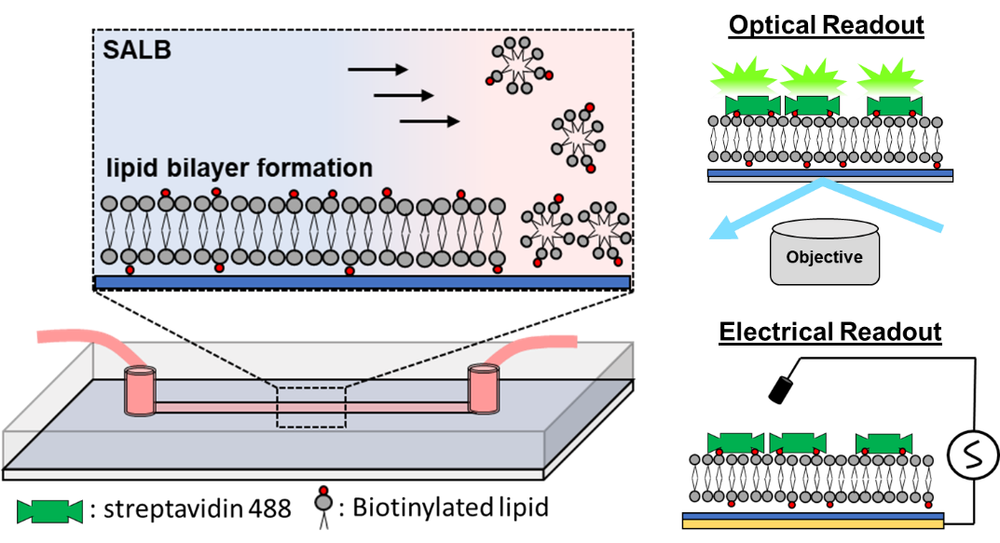 SALB
lipid bilayer formation
: streptavidin 488
: Biotinylated lipid
Optical Readout
Objective
Electrical Readout